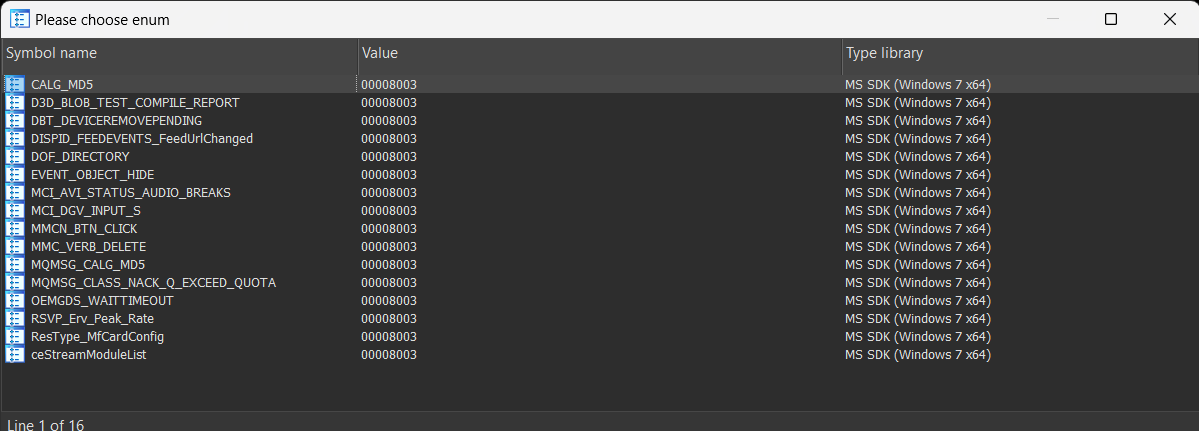 Please choose enum
Symbol name Value Type library
CALG_MD5 00008003 MS SDK (Windows 7 x64)
D3D_BLOB_TEST_COMPILE_REPORT 00008003 MS SDK (Windows 7 x64)
DBT_DEVICEREMOVEPENDING 00008003 MS SDK (Windows 7 x64)
DISPID_FEEDEVENTS_FeedUrlChanged 00008003 MS SDK (Windows 7 x64)
DOF_DIRECTORY 00008003 MS SDK (Windows 7 x64)
EVENT_OBJECT_HIDE 00008003 MS SDK (Windows 7 x64)
MCI_AVI_STATUS_AUDIO_BREAKS 00008003 MS SDK (Windows 7 x64)
MCI_DGV_INPUT_S 00008003 MS SDK (Windows 7 x64)
MMCN_BTN_CLICK 00008003 MS SDK (Windows 7 x64)
MMC_VERB_DELETE 00008003 MS SDK (Windows 7 x64)
MQMSG_CALG_MD5 00008003 MS SDK (Windows 7 x64)
MQMSG_CLASS_NACK_Q_EXCEED_QUOTA 00008003 MS SDK (Windows 7 x64)
OEMGDS_WAITTIMEOUT 00008003 MS SDK (Windows 7 x64)
RSVP_Erv_Peak_Rate 00008003 MS SDK (Windows 7 x64)
ResType_MfCardConfig 00008003 MS SDK (Windows 7 x64)
ceStreamModuleList 00008003 MS SDK (Windows 7 x64)
Line 1 of 16